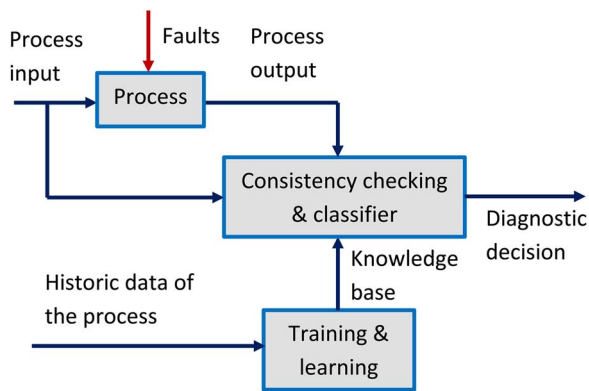 Process
input
Faults
Process
output
Process
Consistency checking
& classifier
Diagnostic
decision
Knowledge
base
Historic data of
the process
Training &
learning